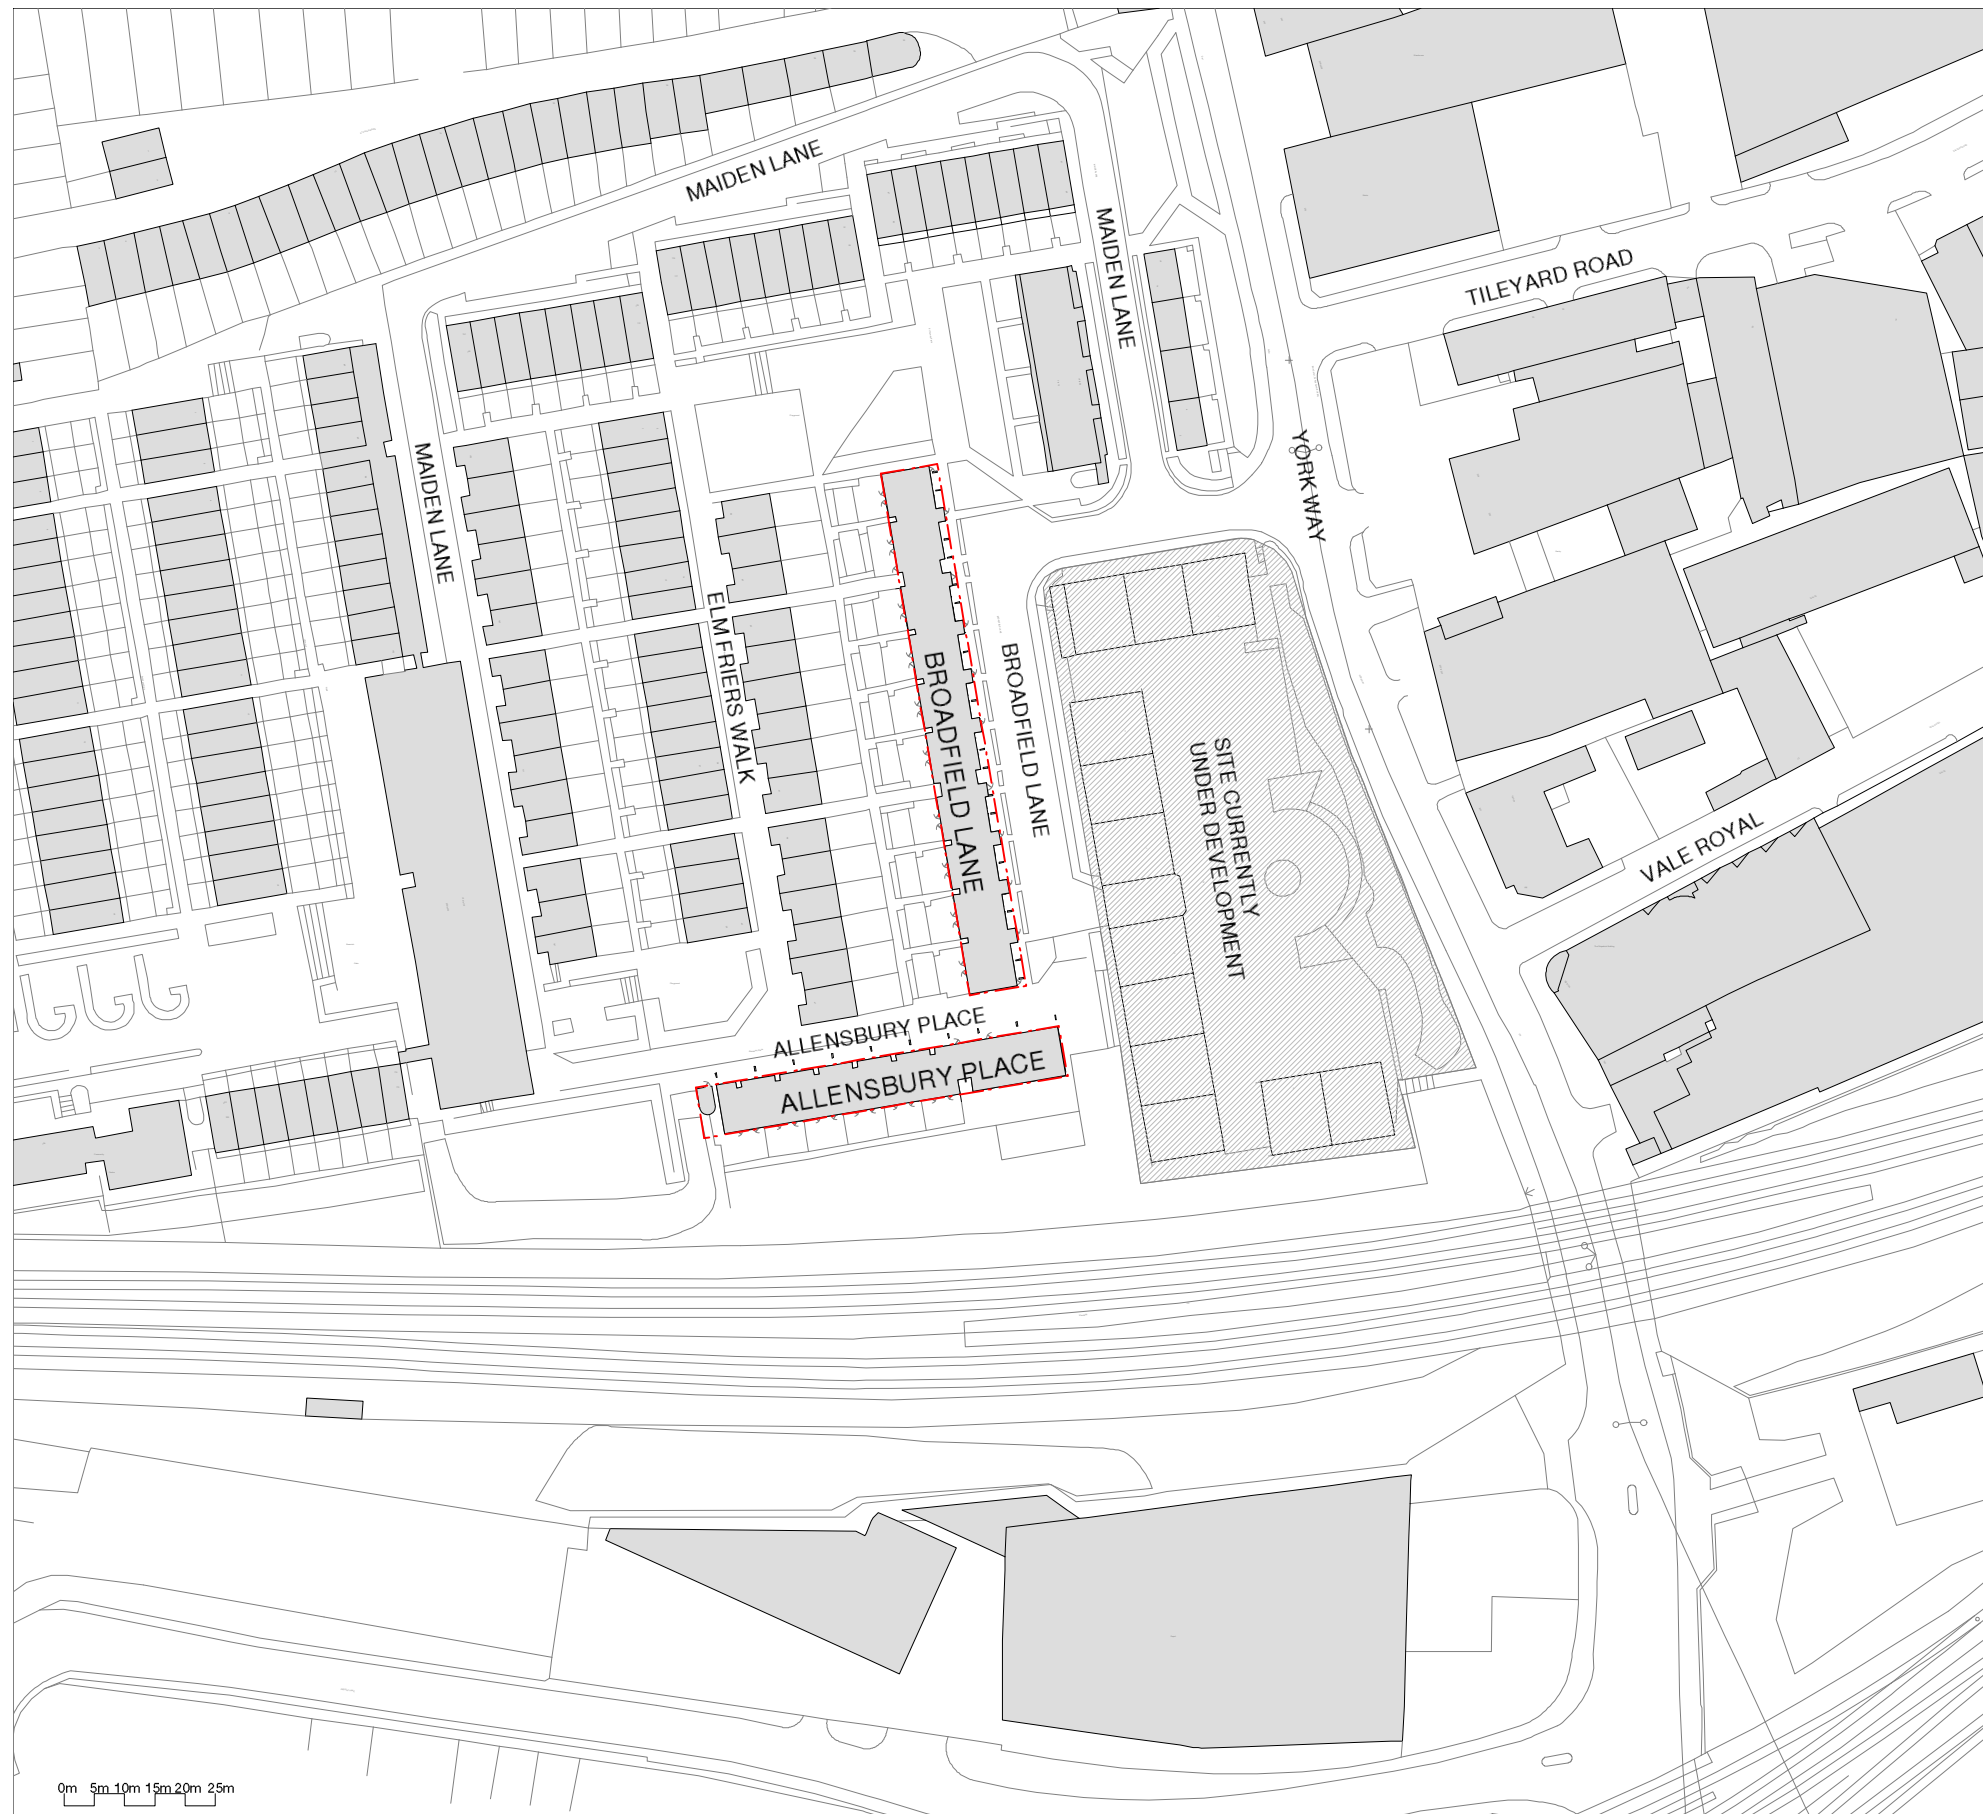 MAIDEN LANE
MAIDEN LANE
TILEYARD ROAD
MAIDEN LANE
YORK WAY
ELM FRIERS WALK
BROADFIELD LANE
BROADFIELD LANE
SITE CURRENTLY
UNDER DEVELOPMENT
VALE ROYAL
ALLENSBURY PLACE
ALLENSBURY PLACE
0m 5m 10m 15m 20m 25m